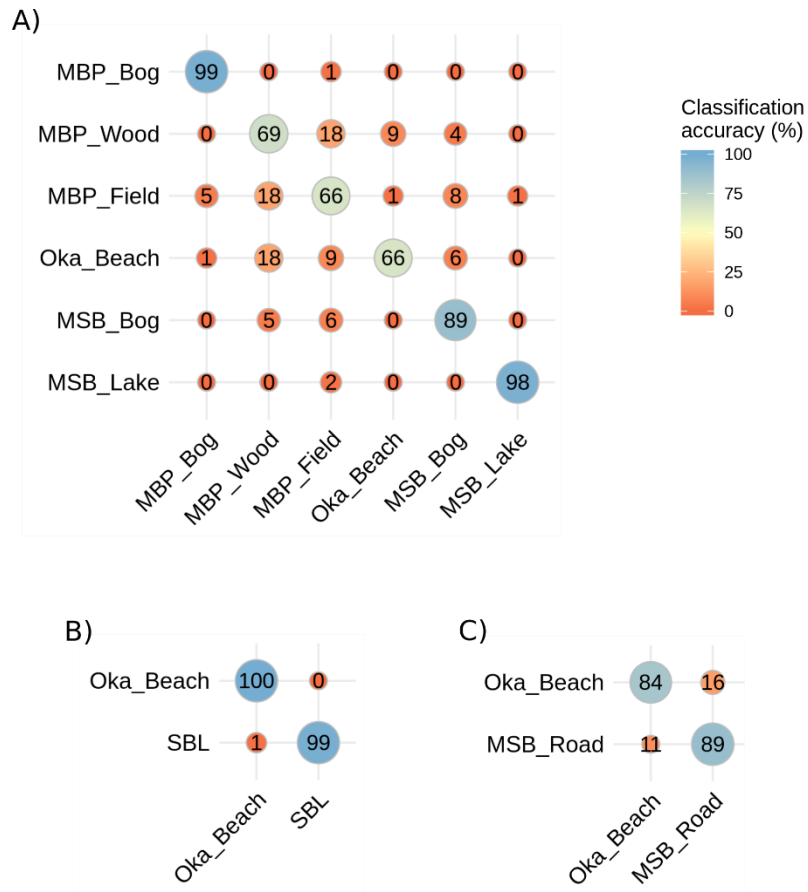 A)
MBP_Bog 99 0 1 0 0 0
MBP_Wood 0 69 18 9 4 0
MBP_Field 5 18 66 1 8 1
Oka_Beach 1 18 9 66 6 0
MSB_Bog 0 5 6 0 89 0
MSB_Lake 0 0 2 0 0 98
MBP_Bog MBP_Wood MBP_Field Oka_Beach MSB_Bog MSB_Lake
Classification
accuracy (%)
100
75
50
25
0
B)
Oka_Beach 100 0
SBL 1 99
Oka_Beach SBL
C)
Oka_Beach 84 16
MSB_Road 11 89
Oka_Beach MSB_Road